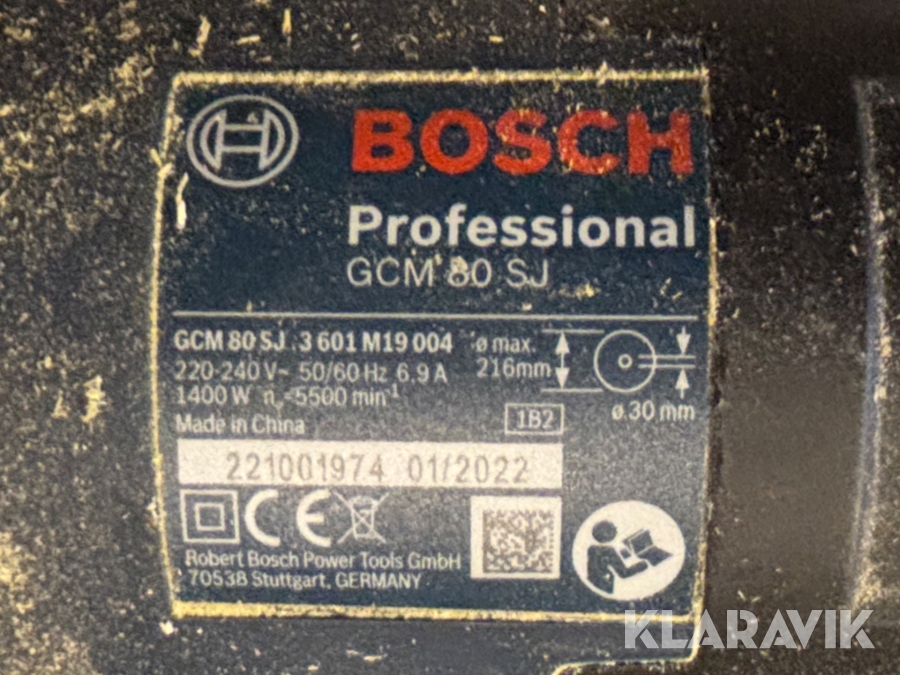 BOSCH
Professional
GCM 80 SJ
GCM 80 SJ 3 601 M19 004
220-240 V~ 50/60 Hz 6.9 A
1400 W n₀<5500 min⁻¹
Made in China
1B2
ø max.
216mm
ø 30 mm
221001974 01/2022
CE
Robert Bosch Power Tools GmbH
70538 Stuttgart, GERMANY
KLARAVIK